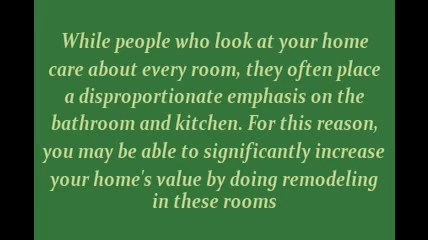 While people who look at your home
care about every room, they often place
a disproportionate emphasis on the
bathroom and kitchen. For this reason,
you may be able to significantly increase
your home's value by doing remodeling
in these rooms